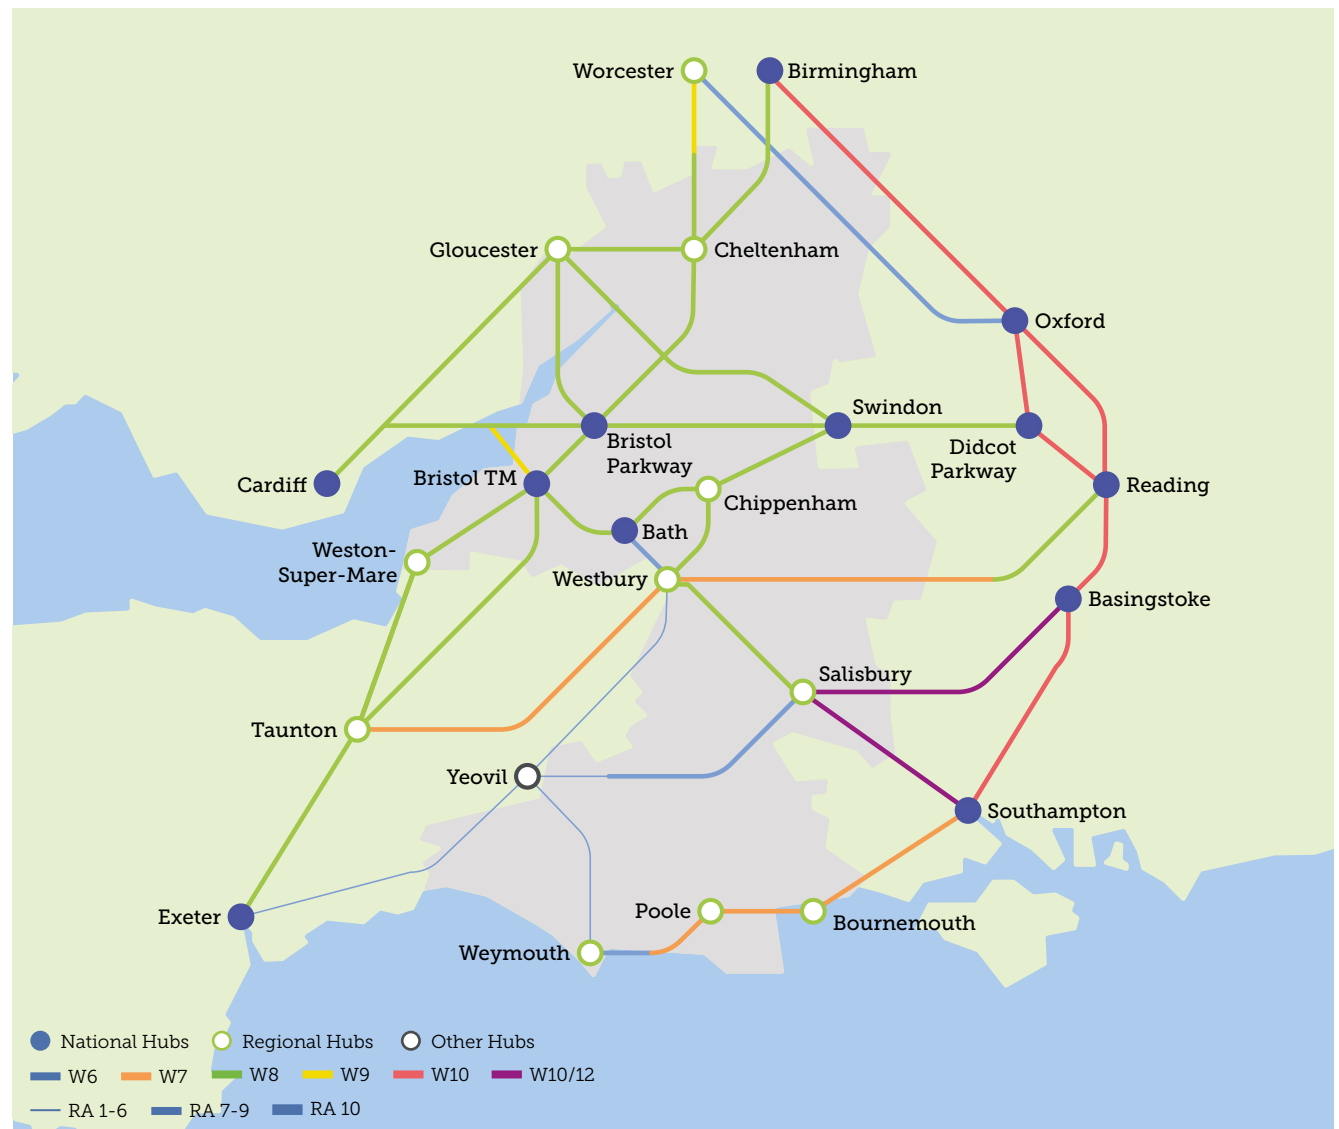 Worcester
Birmingham
Gloucester
Cheltenham
Oxford
Swindon
Bristol
Parkway
Didcot
Parkway
Cardiff
Bristol TM
Chippenham
Reading
Bath
Weston-
Super-Mare
Westbury
Basingstoke
Salisbury
Taunton
Yeovil
Southampton
Exeter
Poole
Bournemouth
Weymouth
National Hubs
Regional Hubs
Other Hubs
W6
W7
W8
W9
W10
W10/12
RA 1-6
RA 7-9
RA 10